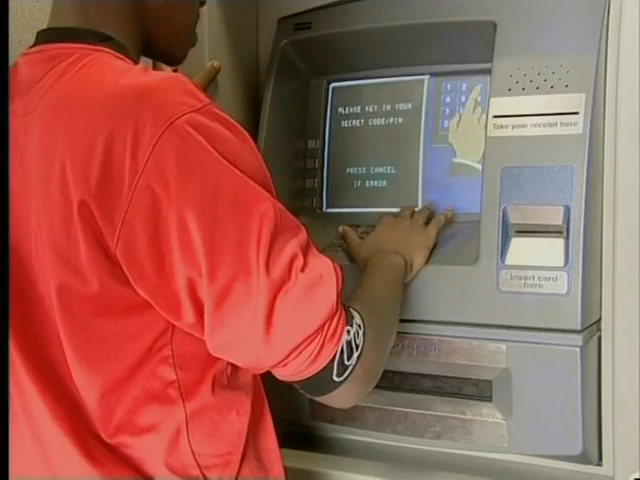 PLEASE KEY IN YOUR
SECRET CODE/PIN
PRESS CANCEL
IF ERROR
Take your receipt here
Insert card
here